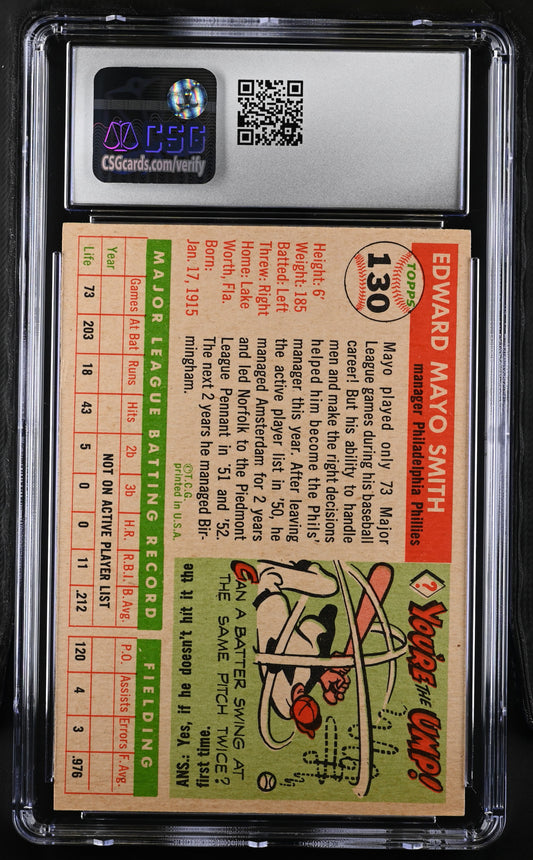 CSG
CSGcards.com/verify
TOPPS
130
EDWARD MAYO SMITH
manager Philadelphia Phillies
Height: 6'
Weight: 185
Batted: Left
Threw: Right
Home: Lake
Worth, Fla.
Born:
Jan. 17, 1915
Mayo played only 73 Major
League games during his baseball
career! But his ability to handle
men and make the right decisions
helped him become the Phils'
manager this year. After leaving
the active player list in '50, he
managed Amsterdam for 2 years
and led Norfolk to the Piedmont
League Pennant in '51 and '52.
The next 2 years he managed Bir-
mingham.
©T.C.G.
printed in U.S.A.
?
YOU'RE THE UMP!
CAN A BATTER SWING AT
THE SAME PITCH TWICE?
ANS.: Yes, if he doesn't hit it the
first time.
MAJOR LEAGUE BATTING RECORD
FIELDING
Games At Bat Runs Hits 2b 3b H.R. R.B.I. B.Avg. P.O. Assists Errors F.Avg.
Year NOT ON ACTIVE PLAYER LIST
Life 73 203 18 43 5 0 0 11 .212 120 4 3 .976